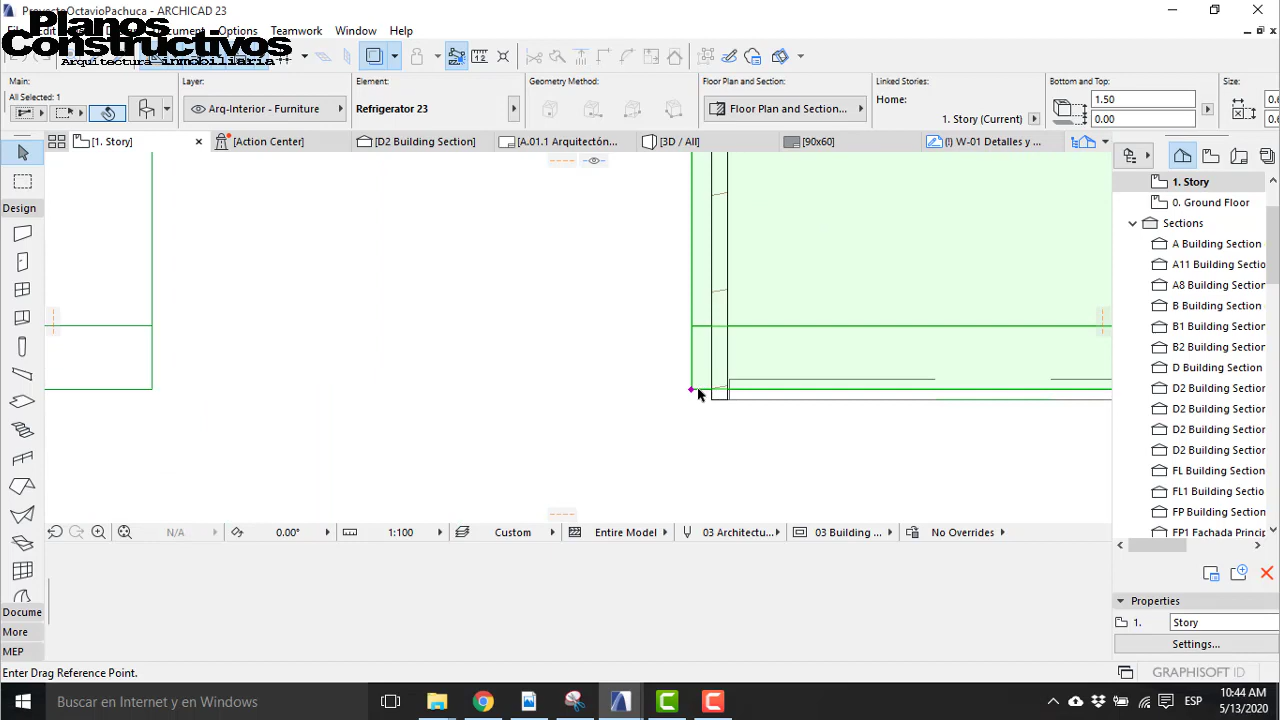 ProyectoOctavioPachuca - ARCHICAD 23
Planos
Constructivos
Arquitectura inmobiliaria
Options
Teamwork
Window
Help
Main:
All Selected: 1
Layer:
Arq-Interior - Furniture
Element:
Refrigerator 23
Geometry Method:
Floor Plan and Section:
Floor Plan and Section...
Linked Stories:
Home:
1. Story (Current)
Bottom and Top:
1.50
0.00
Size:
[1. Story]
[Action Center]
[D2 Building Section]
[A.01.1 Arquitectón...
[3D / All]
[90x60]
(!) W-01 Detalles y ...
Design
1. Story
0. Ground Floor
Sections
A Building Section
A11 Building Sectio
A8 Building Section
B Building Section
B1 Building Section
B2 Building Section
D Building Section
D2 Building Section
D2 Building Section
D2 Building Section
D2 Building Section
FL Building Section
FL1 Building Section
FP Building Section
FP1 Fachada Princip
N/A
0.00°
1:100
Custom
Entire Model
03 Architectu...
03 Building ...
No Overrides
Docume
More
MEP
Properties
1.
Story
Settings...
Enter Drag Reference Point.
GRAPHISOFT ID
Buscar en Internet y en Windows
ESP
10:44 AM
5/13/2020